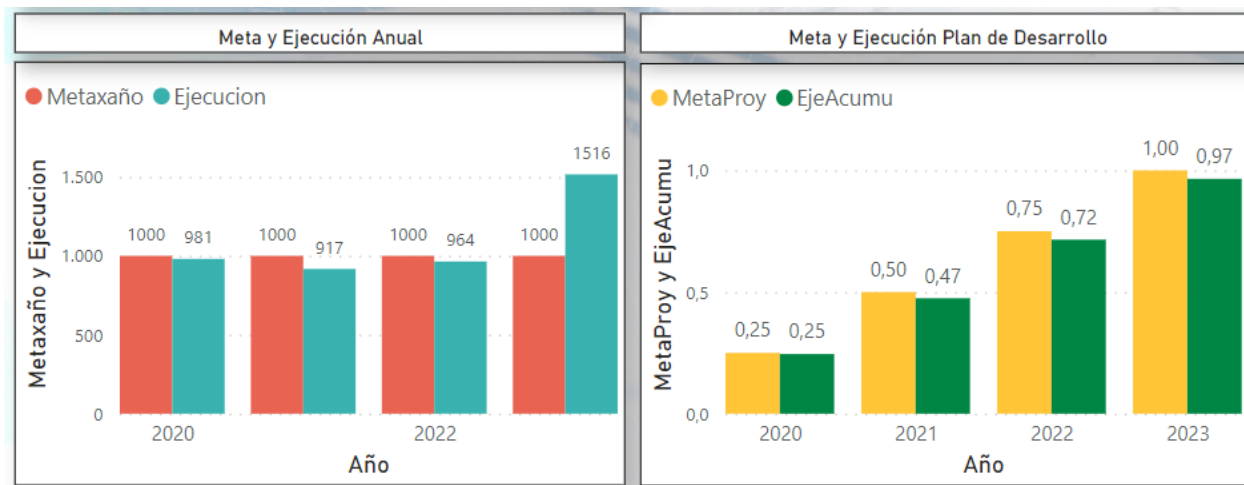 Meta y Ejecución Anual
Metaxaño Ejecucion
Metaxaño y Ejecucion
1.500
1.000
500
0
1000 981
1000 917
1000 964
1000 1516
2020 2022
Año
Meta y Ejecución Plan de Desarrollo
MetaProy EjeAcumu
MetaProy y EjeAcumu
1,0
0,5
0,0
0,25 0,25
0,50 0,47
0,75 0,72
1,00 0,97
2020 2021 2022 2023
Año